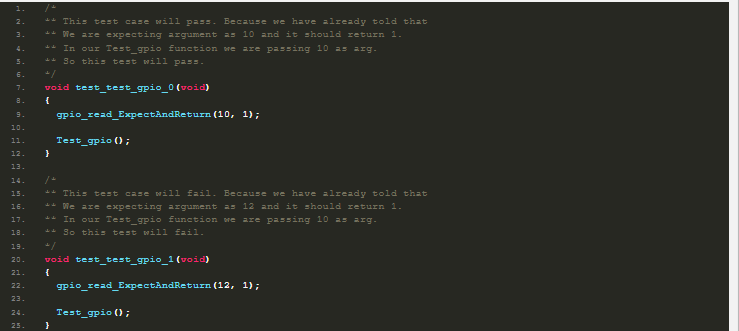 1. /*
2. ** This test case will pass. Because we have already told that
3. ** We are expecting argument as 10 and it should return 1.
4. ** In our Test_gpio function we are passing 10 as arg.
5. ** So this test will pass.
6. */
7. void test_test_gpio_0(void)
8. {
9. gpio_read_ExpectAndReturn(10, 1);
10.
11. Test_gpio();
12. }
13.
14. /*
15. ** This test case will fail. Because we have already told that
16. ** We are expecting argument as 12 and it should return 1.
17. ** In our Test_gpio function we are passing 10 as arg.
18. ** So this test will fail.
19. */
20. void test_test_gpio_1(void)
21. {
22. gpio_read_ExpectAndReturn(12, 1);
23.
24. Test_gpio();
25. }